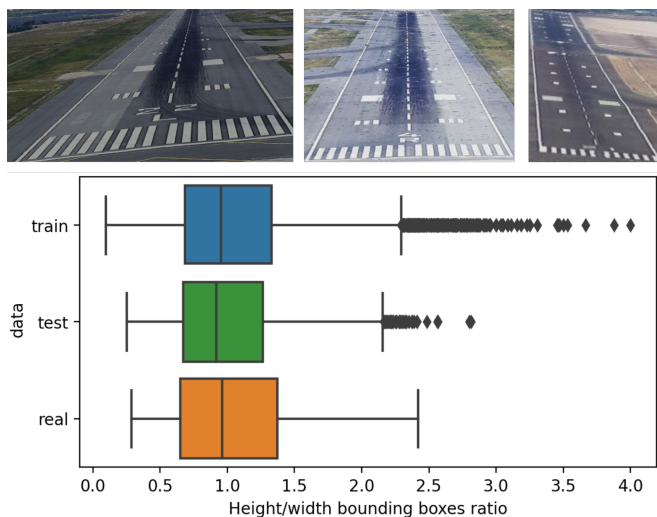 train
test
real
data
0.0 0.5 1.0 1.5 2.0 2.5 3.0 3.5 4.0
Height/width bounding boxes ratio